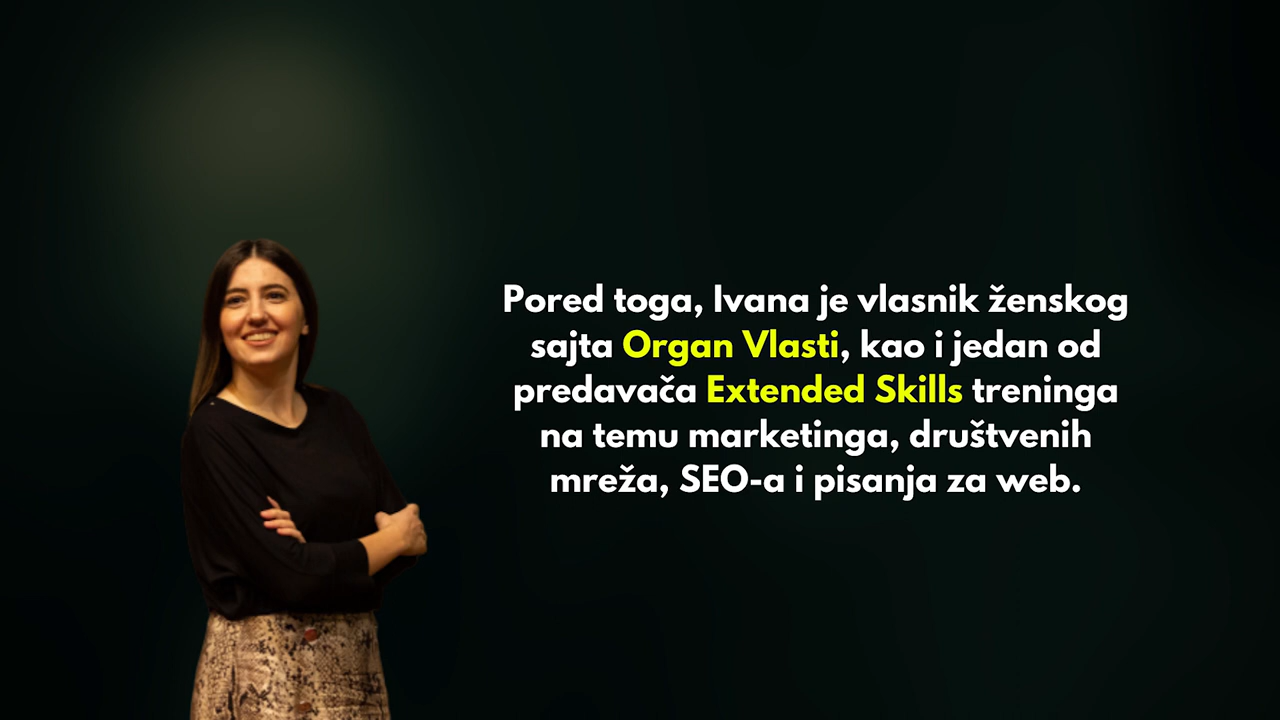 Pored toga, Ivana je vlasnik ženskog
sajta Organ Vlasti, kao i jedan od
predavača Extended Skills treninga
na temu marketinga, društvenih
mreža, SEO-a i pisanja za web.